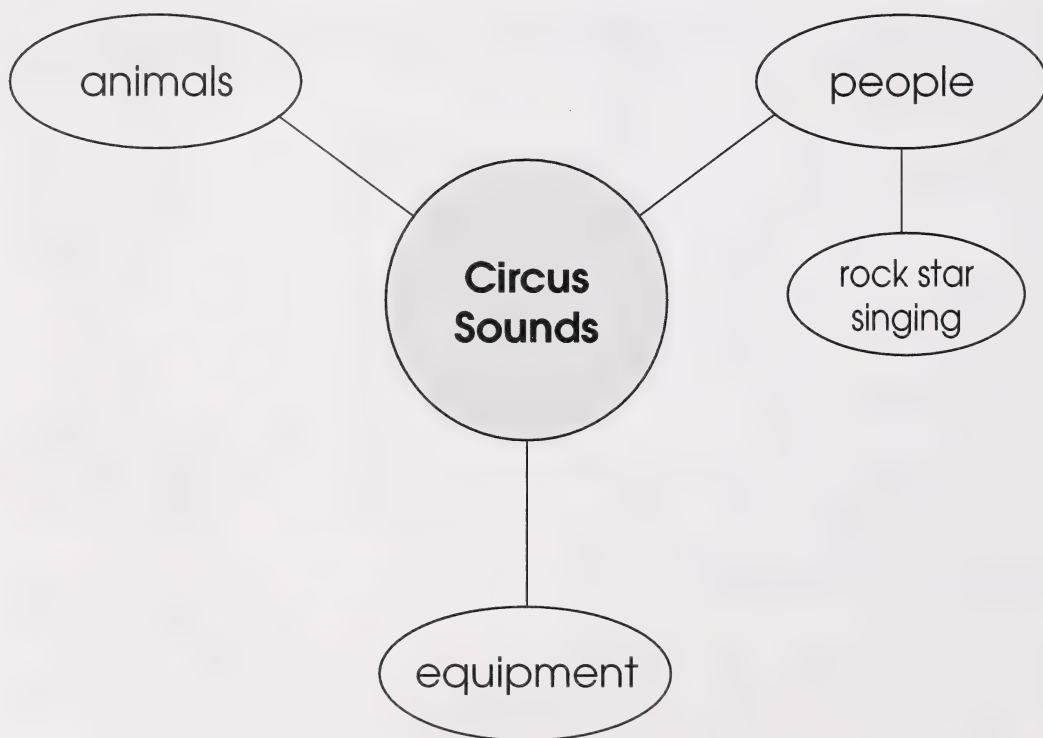 animals
people
Circus
Sounds
rock star
singing
equipment